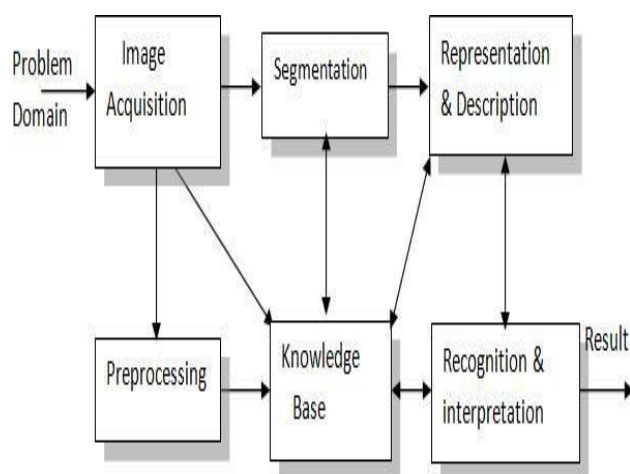 Problem
Domain
Image
Acquisition
Segmentation
Representation
& Description
Preprocessing
Knowledge
Base
Recognition &
interpretation
Result